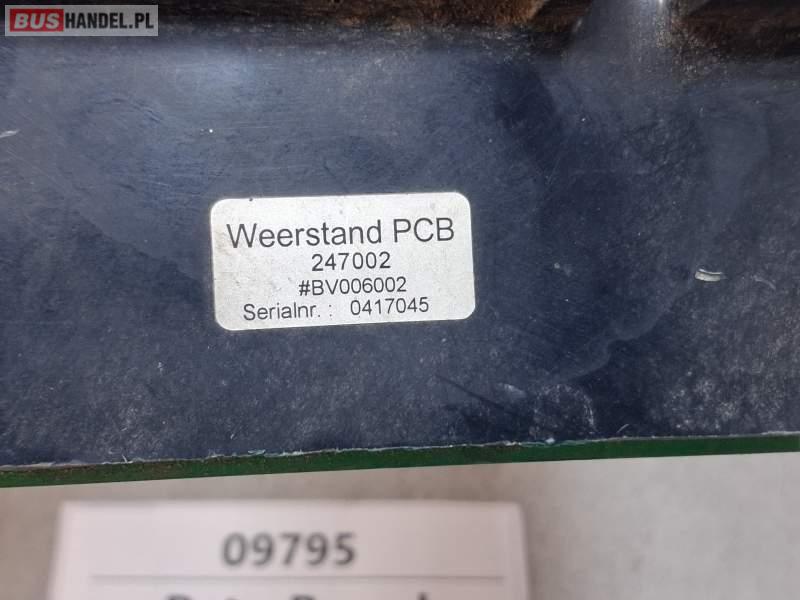 BUSHANDEL.PL
Weerstand PCB
247002
#BV006002
Serialnr. : 0417045
09795